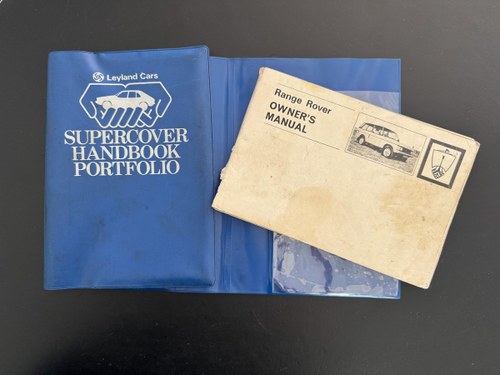 Leyland Cars
SUPERCOVER
HANDBOOK
PORTFOLIO
Range Rover
OWNER'S
MANUAL